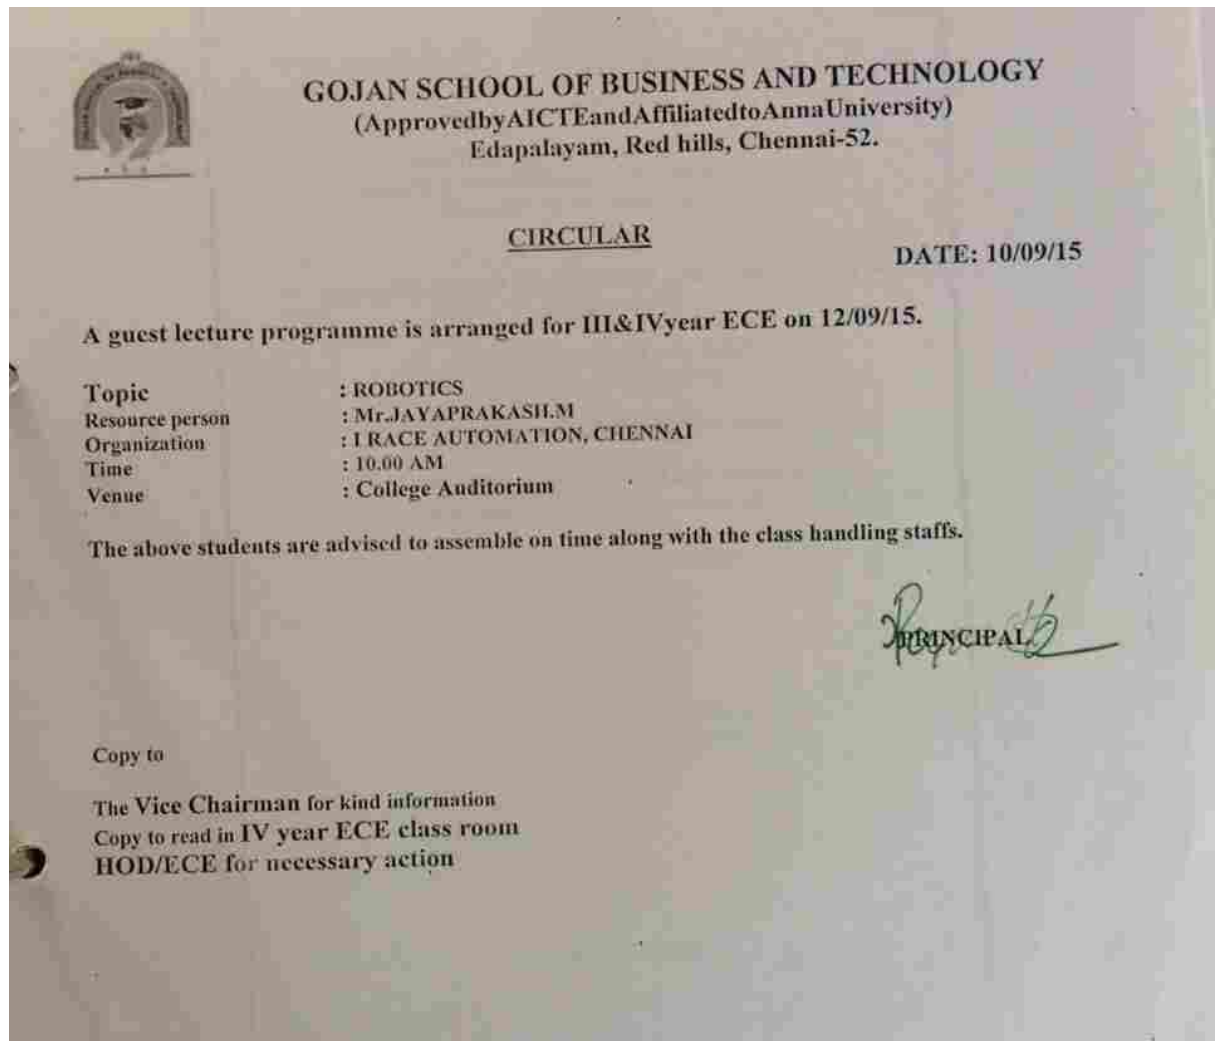 GOJAN SCHOOL OF BUSINESS AND TECHNOLOGY
(ApprovedbyAICTEandAffiliatedtoAnnaUniversity)
Edapalayam, Red hills, Chennai-52.
CIRCULAR
DATE: 10/09/15
A guest lecture programme is arranged for III&IVyear ECE on 12/09/15.
Topic : ROBOTICS
Resource person : Mr.JAYAPRAKASH.M
Organization : I RACE AUTOMATION, CHENNAI
Time : 10.00 AM
Venue : College Auditorium
The above students are advised to assemble on time along with the class handling staffs.
PRINCIPAL
Copy to
The Vice Chairman for kind information
Copy to read in IV year ECE class room
HOD/ECE for necessary action